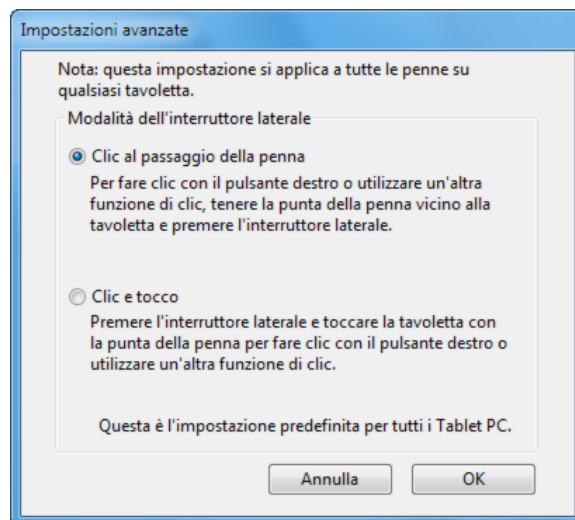 Impostazioni avanzate
Nota: questa impostazione si applica a tutte le penne su
qualsiasi tavoletta.
Modalità dell'interruttore laterale
Clic al passaggio della penna
Per fare clic con il pulsante destro o utilizzare un'altra
funzione di clic, tenere la punta della penna vicino alla
tavoletta e premere l'interruttore laterale.
Clic e tocco
Premere l'interruttore laterale e toccare la tavoletta con
la punta della penna per fare clic con il pulsante destro o
utilizzare un'altra funzione di clic.
Questa è l'impostazione predefinita per tutti i Tablet PC.
Annulla OK